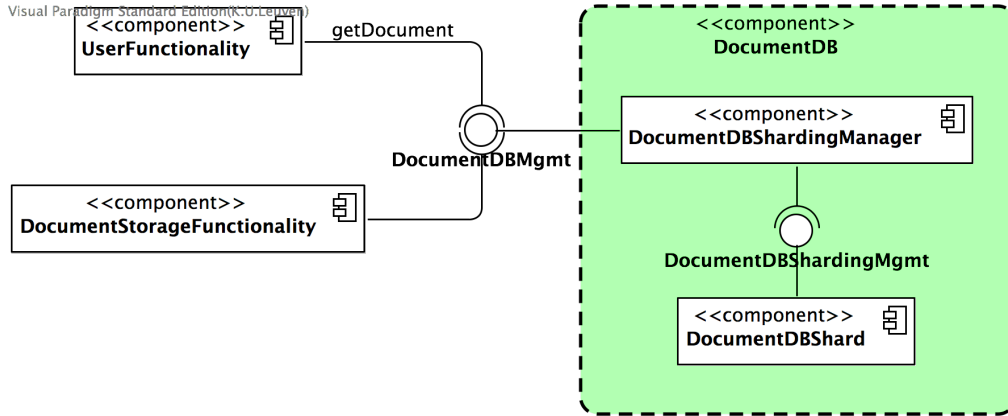 Visual Paradigm Standard Edition(K.U.Leuven)
<<component>>
UserFunctionality
getDocument
<<component>>
DocumentDB
<<component>>
DocumentDBShardingManager
DocumentDBMgmt
<<component>>
DocumentStorageFunctionality
DocumentDBShardingMgmt
<<component>>
DocumentDBShard